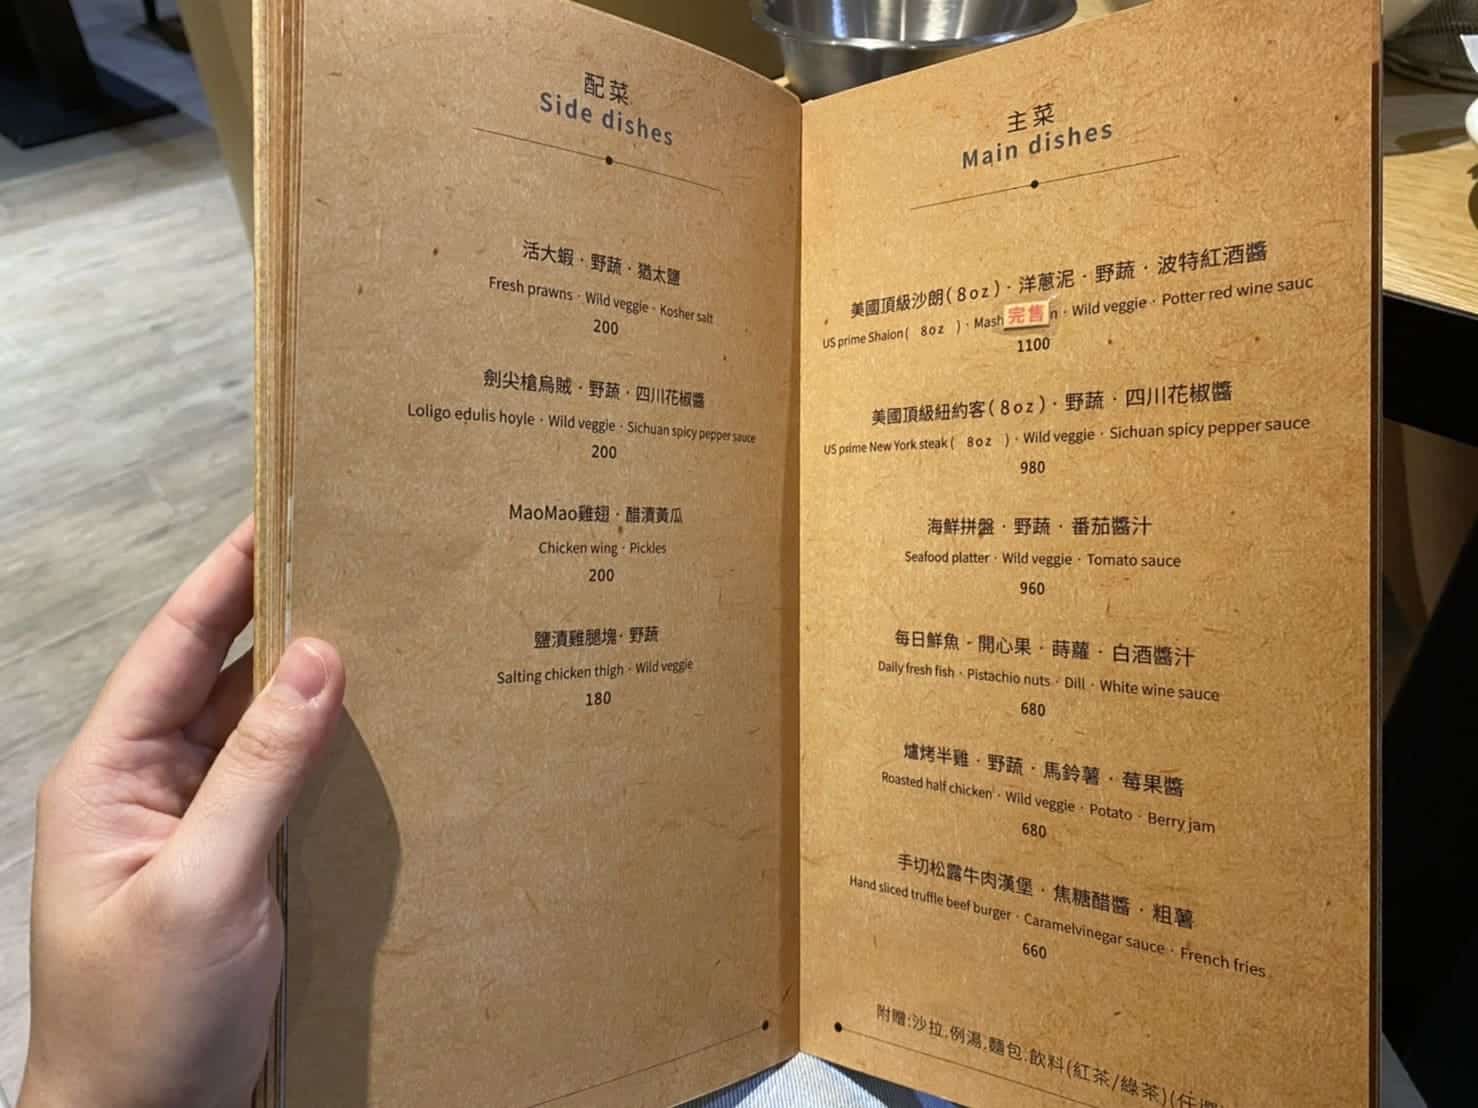 配菜
Side dishes
活大蝦·野蔬·猶太鹽
Fresh prawns · Wild veggie · Kosher salt
200
劍尖槍烏賊·野蔬·四川花椒醬
Loligo edulis hoyle · Wild veggie · Sichuan spicy pepper sauce
200
MaoMao雞翅·醋漬黃瓜
Chicken wing · Pickles
200
鹽漬雞腿塊·野蔬
Salting chicken thigh · Wild veggie
180
主菜
Main dishes
美國頂級沙朗(8oz)·洋蔥泥·野蔬·波特紅酒醬
US prime Shaion( 8oz )· Mash 完售 n · Wild veggie · Potter red wine sauc
1100
美國頂級紐約客(8oz)·野蔬·四川花椒醬
US prime New York steak( 8oz )· Wild veggie · Sichuan spicy pepper sauce
980
海鮮拼盤·野蔬·番茄醬汁
Seafood platter · Wild veggie · Tomato sauce
960
每日鮮魚-開心果·蒔蘿·白酒醬汁
Daily fresh fish · Pistachio nuts · Dill · White wine sauce
680
爐烤半雞·野蔬·馬鈴薯·莓果醬
Roasted half chicken · Wild veggie · Potato · Berry jam
680
手切松露牛肉漢堡·焦糖醋醬·粗薯
Hand sliced truffle beef burger · Caramelvinegar sauce · French fries
660
附贈:沙拉.例湯.麵包.飲料(紅茶/綠茶)(任